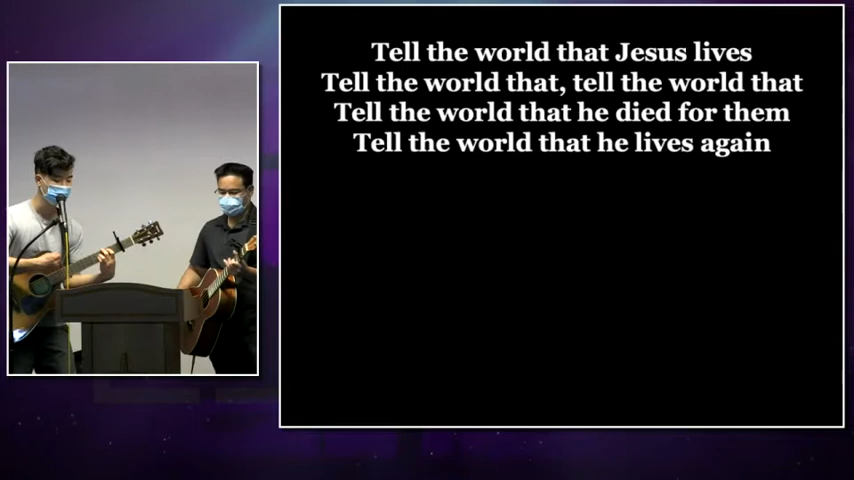 Tell the world that Jesus lives
Tell the world that, tell the world that
Tell the world that he died for them
Tell the world that he lives again